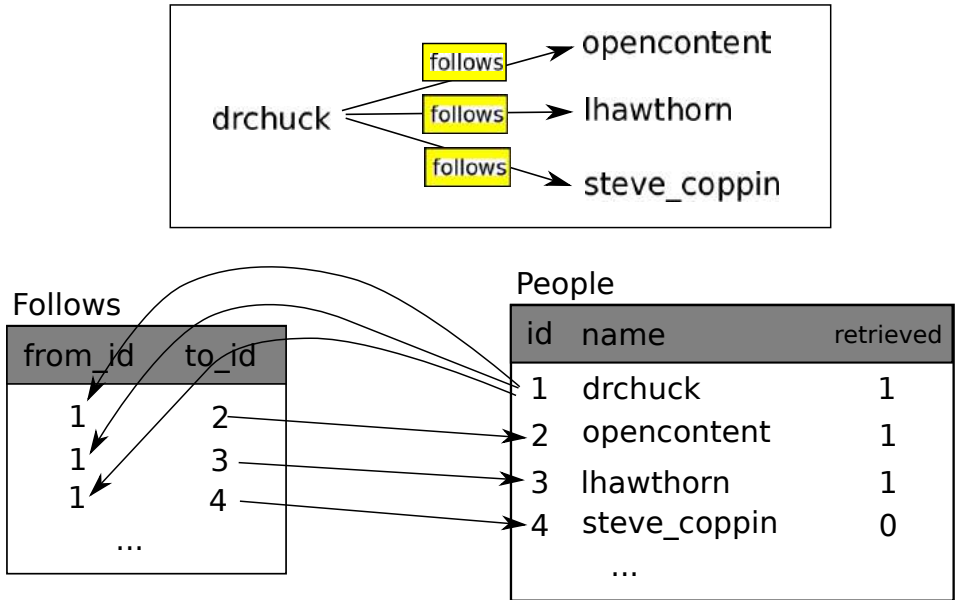 follows
opencontent
drchuck
follows
lhawthorn
follows
steve_coppin
Follows
from_id to_id
1 2
1 3
1 4
...
People
id name retrieved
1 drchuck 1
2 opencontent 1
3 lhawthorn 1
4 steve_coppin 0
...